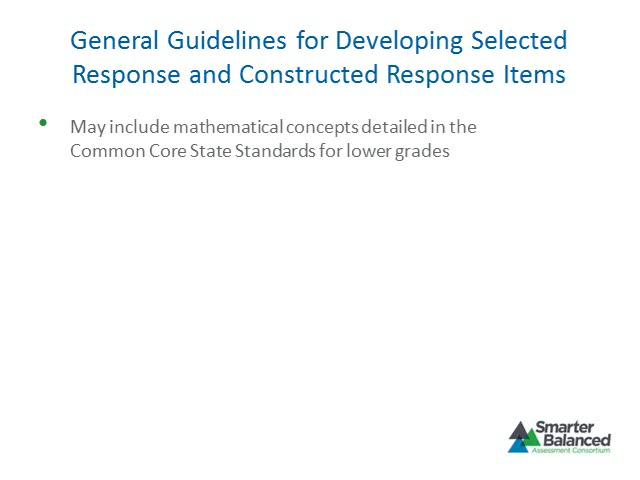 General Guidelines for Developing Selected
Response and Constructed Response Items
• May include mathematical concepts detailed in the
Common Core State Standards for lower grades
Smarter
Balanced
Assessment Consortium